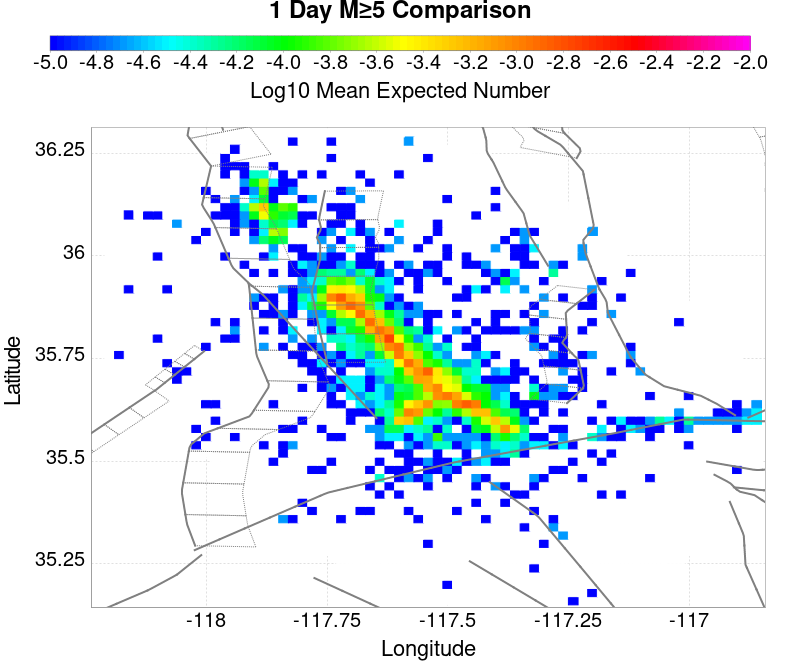 1 Day M≥5 Comparison
-5.0 -4.8 -4.6 -4.4 -4.2 -4.0 -3.8 -3.6 -3.4 -3.2 -3.0 -2.8 -2.6 -2.4 -2.2 -2.0
Log10 Mean Expected Number
36.25
36
35.75
35.5
35.25
Latitude
-118 -117.75 -117.5 -117.25 -117
Longitude